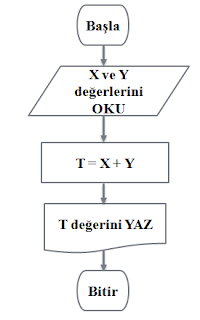 Başla
X ve Y
değerlerini
OKU
T = X + Y
T değerini YAZ
Bitir